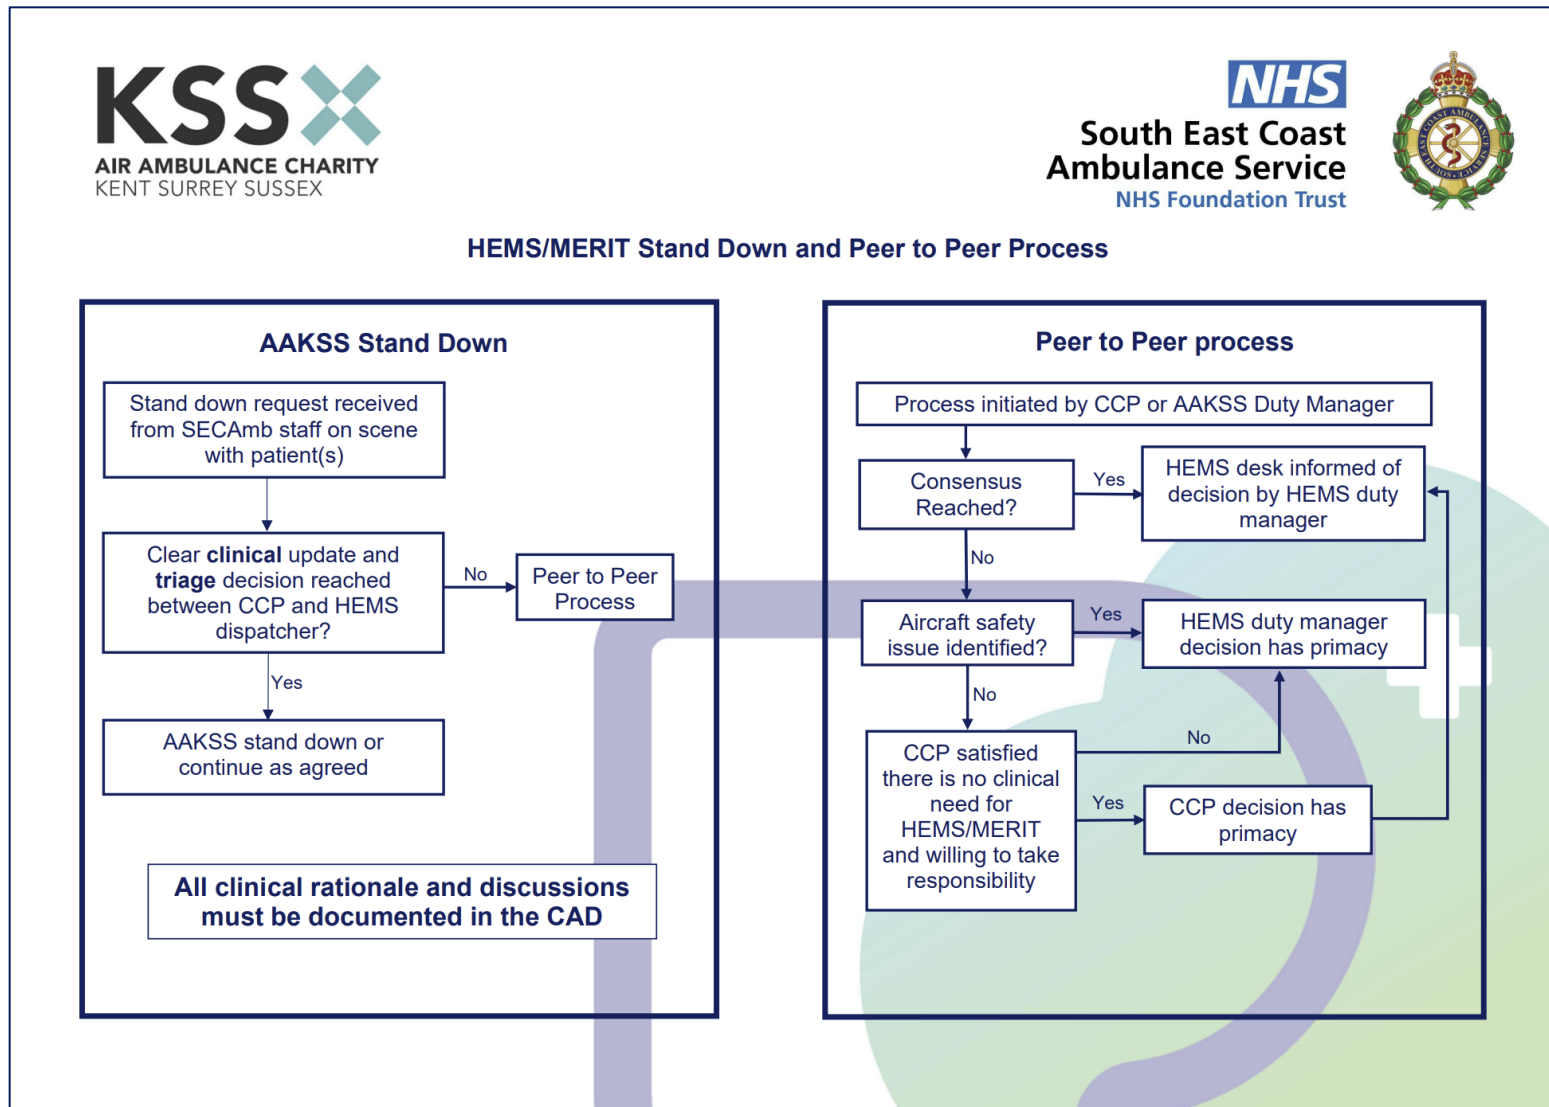 KSS
AIR AMBULANCE CHARITY
KENT SURREY SUSSEX
NHS
South East Coast
Ambulance Service
NHS Foundation Trust
SOUTH EAST COAST AMBULANCE SERVICE
HEMS/MERIT Stand Down and Peer to Peer Process
AAKSS Stand Down
Stand down request received
from SECAmb staff on scene
with patient(s)
Clear clinical update and
triage decision reached
between CCP and HEMS
dispatcher?
No
Peer to Peer
Process
Yes
AAKSS stand down or
continue as agreed
All clinical rationale and discussions
must be documented in the CAD
Peer to Peer process
Process initiated by CCP or AAKSS Duty Manager
Consensus
Reached?
Yes
HEMS desk informed of
decision by HEMS duty
manager
No
Aircraft safety
issue identified?
Yes
HEMS duty manager
decision has primacy
No
CCP satisfied
there is no clinical
need for
HEMS/MERIT
and willing to take
responsibility
No
Yes
CCP decision has
primacy